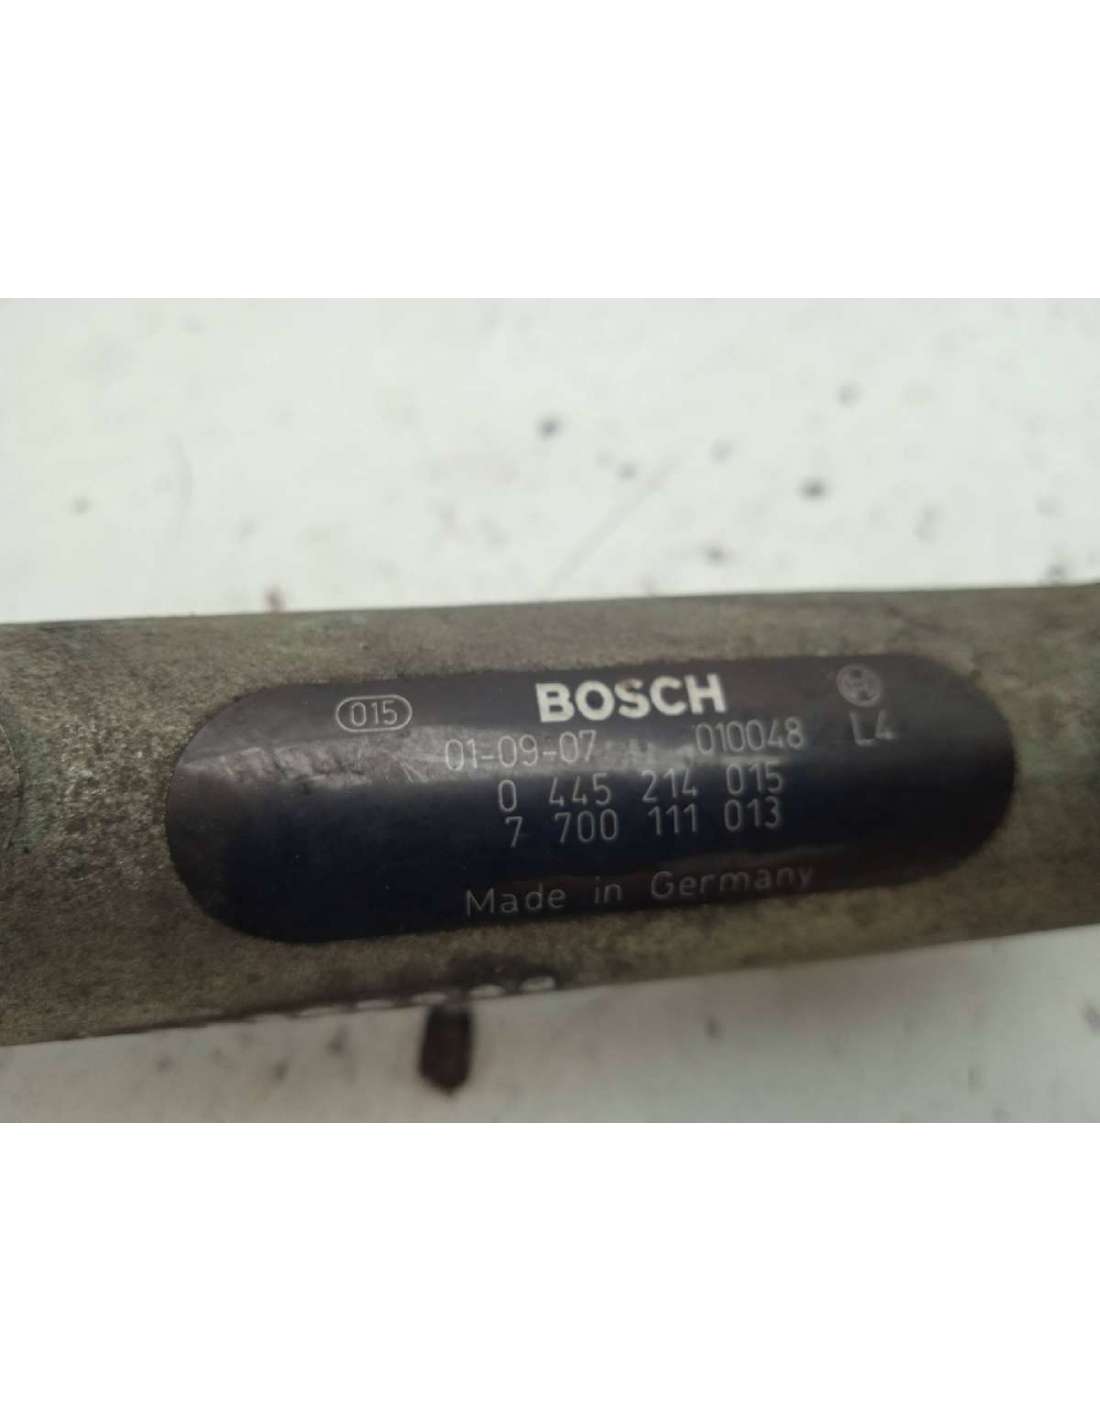 015 BOSCH
01-09-07 010048 L4
0 445 214 015
7 700 111 013
Made in Germany